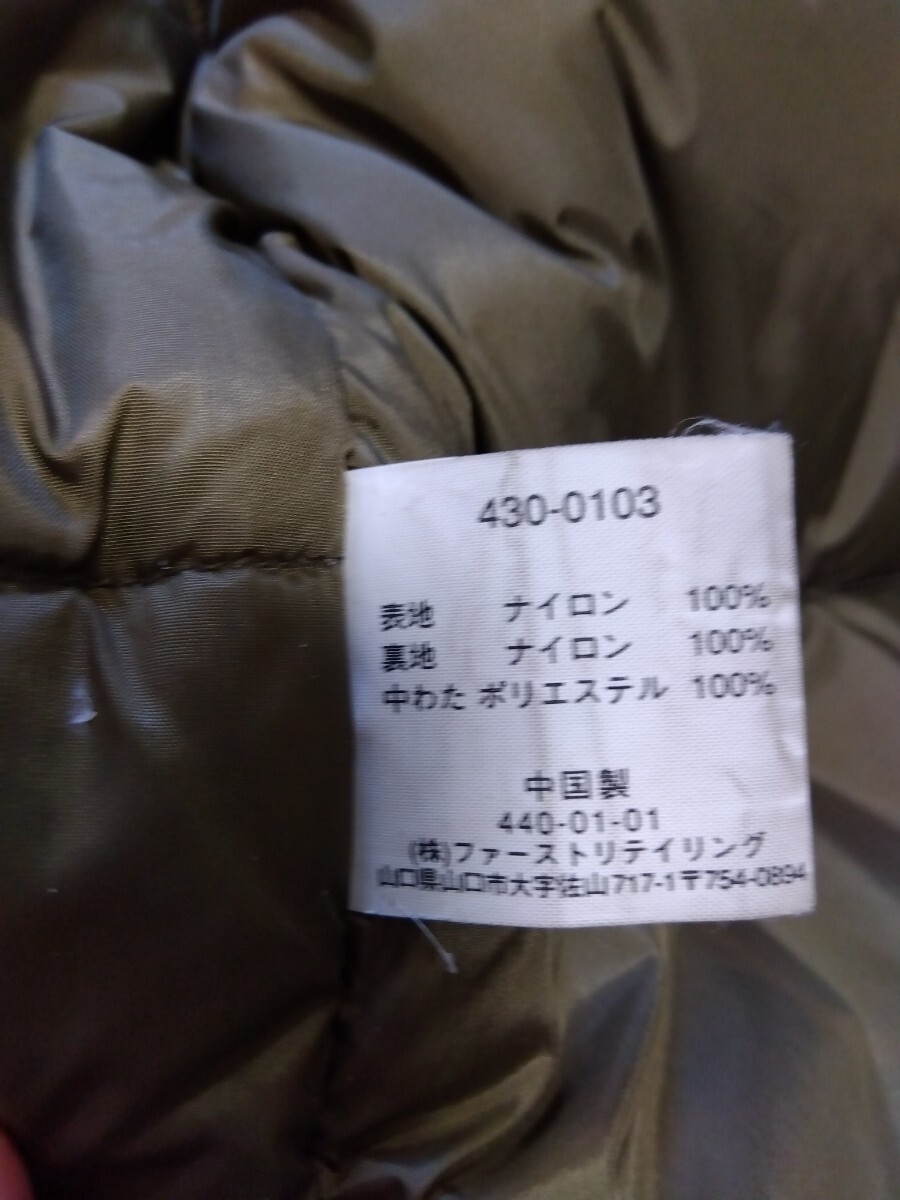 430-0103
表地 ナイロン 100%
裏地 ナイロン 100%
中わた ポリエステル 100%
中国製
440-01-01
(株)ファーストリテイリング
山口県山口市大字佐山717-1〒754-0894